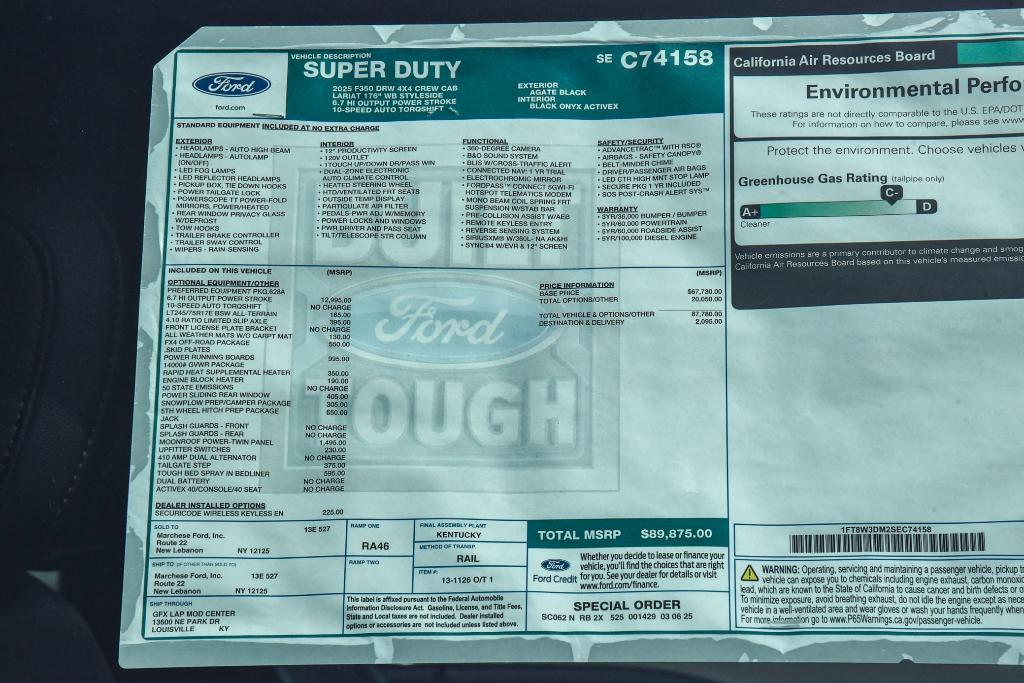 Ford
ford.com
VEHICLE DESCRIPTION
SUPER DUTY
2025 F350 DRW 4X4 CREW CAB
LARIAT 176" WB STYLESIDE
6.7 HI OUTPUT POWER STROKE
10-SPEED AUTO TORQSHIFT
EXTERIOR
AGATE BLACK
INTERIOR
BLACK ONYX ACTIVEX
SE C74158
STANDARD EQUIPMENT INCLUDED AT NO EXTRA CHARGE
EXTERIOR
• HEADLAMPS - AUTO HIGH BEAM
• HEADLAMPS - AUTOLAMP
(ON/OFF)
• LED FOG LAMPS
• LED REFLECTOR HEADLAMPS
• PICKUP BOX, TIE DOWN HOOKS
• POWER TAILGATE LOCK
• POWERSCOPE TT POWER-FOLD
MIRRORS, POWER/HEATED
• REAR WINDOW PRIVACY GLASS
W/DEFROST
• TOW HOOKS
• TRAILER BRAKE CONTROLLER
• TRAILER SWAY CONTROL
• WIPERS - RAIN-SENSING
INTERIOR
• 12" PRODUCTIVITY SCREEN
• 120V OUTLET
• 1TOUCH UP/DOWN DR/PASS WIN
• DUAL-ZONE ELECTRONIC
AUTO CLIMATE CONTROL
• HEATED STEERING WHEEL
• HTD/VENTILATED FRT SEATS
• OUTSIDE TEMP DISPLAY
• PARTICULATE AIR FILTER
• PEDALS-PWR ADJ W/MEMORY
• POWER LOCKS AND WINDOWS
• PWR DRIVER AND PASS SEAT
• TILT/TELESCOPE STR COLUMN
FUNCTIONAL
• 360-DEGREE CAMERA
• B&O SOUND SYSTEM
• BLIS W/CROSS-TRAFFIC ALERT
• CONNECTED NAV: 1 YR TRIAL
• ELECTROCHROMIC MIRROR
• FORDPASS™ CONNECT 5GWI-FI
HOTSPOT TELEMATICS MODEM
• MONO BEAM COIL SPRING FRT
SUSPENSION W/STAB BAR
• PRE-COLLISION ASSIST W/AEB
• REMOTE KEYLESS ENTRY
• REVERSE SENSING SYSTEM
• SIRIUSXM® W/360L- NA AK&HI
• SYNC®4 W/EVR & 12" SCREEN
SAFETY/SECURITY
• ADVANCETRAC™ WITH RSC®
• AIRBAGS - SAFETY CANOPY®
• BELT-MINDER CHIME
• DRIVER/PASSENGER AIR BAGS
• LED CTR HIGH MNT STOP LAMP
• SECURE PKG 1 YR INCLUDED
• SOS POST-CRASH ALERT SYS™
WARRANTY
• 3YR/36,000 BUMPER / BUMPER
• 5YR/60,000 POWERTRAIN
• 5YR/60,000 ROADSIDE ASSIST
• 5YR/100,000 DIESEL ENGINE
INCLUDED ON THIS VEHICLE (MSRP)
OPTIONAL EQUIPMENT/OTHER
PREFERRED EQUIPMENT PKG.628A
6.7 HI OUTPUT POWER STROKE 12,995.00
10-SPEED AUTO TORQSHIFT NO CHARGE
LT245/75R17E BSW ALL-TERRAIN 165.00
4.10 RATIO LIMITED SLIP AXLE 395.00
FRONT LICENSE PLATE BRACKET NO CHARGE
ALL WEATHER MATS W/O CARPT MAT 130.00
FX4 OFF-ROAD PACKAGE 550.00
.SKID PLATES
POWER RUNNING BOARDS 995.00
14000# GVWR PACKAGE
RAPID HEAT SUPPLEMENTAL HEATER 350.00
ENGINE BLOCK HEATER 190.00
50 STATE EMISSIONS NO CHARGE
POWER SLIDING REAR WINDOW 405.00
SNOWPLOW PREP/CAMPER PACKAGE 305.00
5TH WHEEL HITCH PREP PACKAGE 650.00
JACK
SPLASH GUARDS - FRONT NO CHARGE
SPLASH GUARDS - REAR NO CHARGE
MOONROOF POWER-TWIN PANEL 1,495.00
UPFITTER SWITCHES 230.00
410 AMP DUAL ALTERNATOR NO CHARGE
TAILGATE STEP 375.00
TOUGH BED SPRAY IN BEDLINER 595.00
DUAL BATTERY NO CHARGE
ACTIVEX 40/CONSOLE/40 SEAT NO CHARGE
DEALER INSTALLED OPTIONS
SECURICODE WIRELESS KEYLESS EN 225.00
BUILT
Ford
TOUGH
(MSRP)
PRICE INFORMATION
BASE PRICE $67,730.00
TOTAL OPTIONS/OTHER 20,050.00
TOTAL VEHICLE & OPTIONS/OTHER 87,780.00
DESTINATION & DELIVERY 2,095.00
SOLD TO 13E 527
Marchese Ford, Inc.
Route 22
New Lebanon NY 12125
SHIP TO (IF OTHER THAN SOLD TO)
Marchese Ford, Inc. 13E 527
Route 22
New Lebanon NY 12125
SHIP THROUGH
GFX LAP MOD CENTER
13600 NE PARK DR
LOUISVILLE KY
RAMP ONE
RA46
RAMP TWO
FINAL ASSEMBLY PLANT
KENTUCKY
METHOD OF TRANSP.
RAIL
ITEM #:
13-1126 O/T 1
This label is affixed pursuant to the Federal Automobile
Information Disclosure Act. Gasoline, License, and Title Fees,
State and Local taxes are not included. Dealer installed
options or accessories are not included unless listed above.
TOTAL MSRP $89,875.00
Ford
Ford Credit
Whether you decide to lease or finance your
vehicle, you'll find the choices that are right
for you. See your dealer for details or visit
www.ford.com/finance.
SPECIAL ORDER
SC062 N RB 2X 525 001429 03 06 25
California Air Resources Board
Environmental Perfo
These ratings are not directly comparable to the U.S. EPA/DOT
For information on how to compare, please see www
Protect the environment. Choose vehicles
Greenhouse Gas Rating (tailpipe only)
C-
A+
D
Cleaner
Vehicle emissions are a primary contributor to climate change and smog
California Air Resources Board based on this vehicle's measured emissio
1FT8W3DM2SEC74158
WARNING: Operating, servicing and maintaining a passenger vehicle, pickup t
vehicle can expose you to chemicals including engine exhaust, carbon monoxi
lead, which are known to the State of California to cause cancer and birth defects or o
To minimize exposure, avoid breathing exhaust, do not idle the engine except as nece
vehicle in a well-ventilated area and wear gloves or wash your hands frequently when
For more information go to www.P65Warnings.ca.gov/passenger-vehicle.